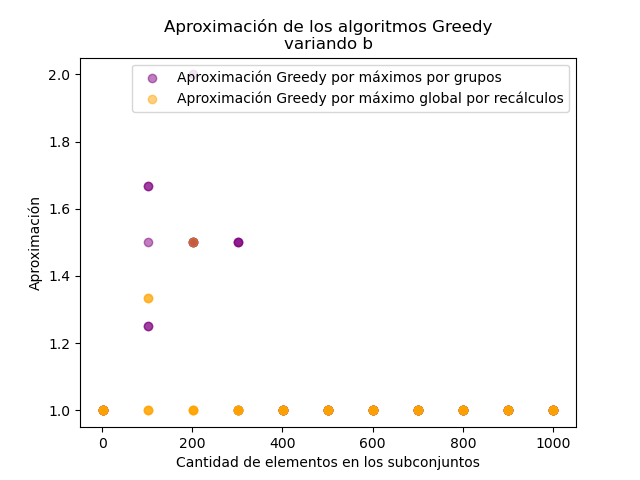 Aproximación de los algoritmos Greedy
variando b
Aproximación Greedy por máximos por grupos
Aproximación Greedy por máximo global por recálculos
Aproximación
2.0
1.8
1.6
1.4
1.2
1.0
0
200
400
600
800
1000
Cantidad de elementos en los subconjuntos